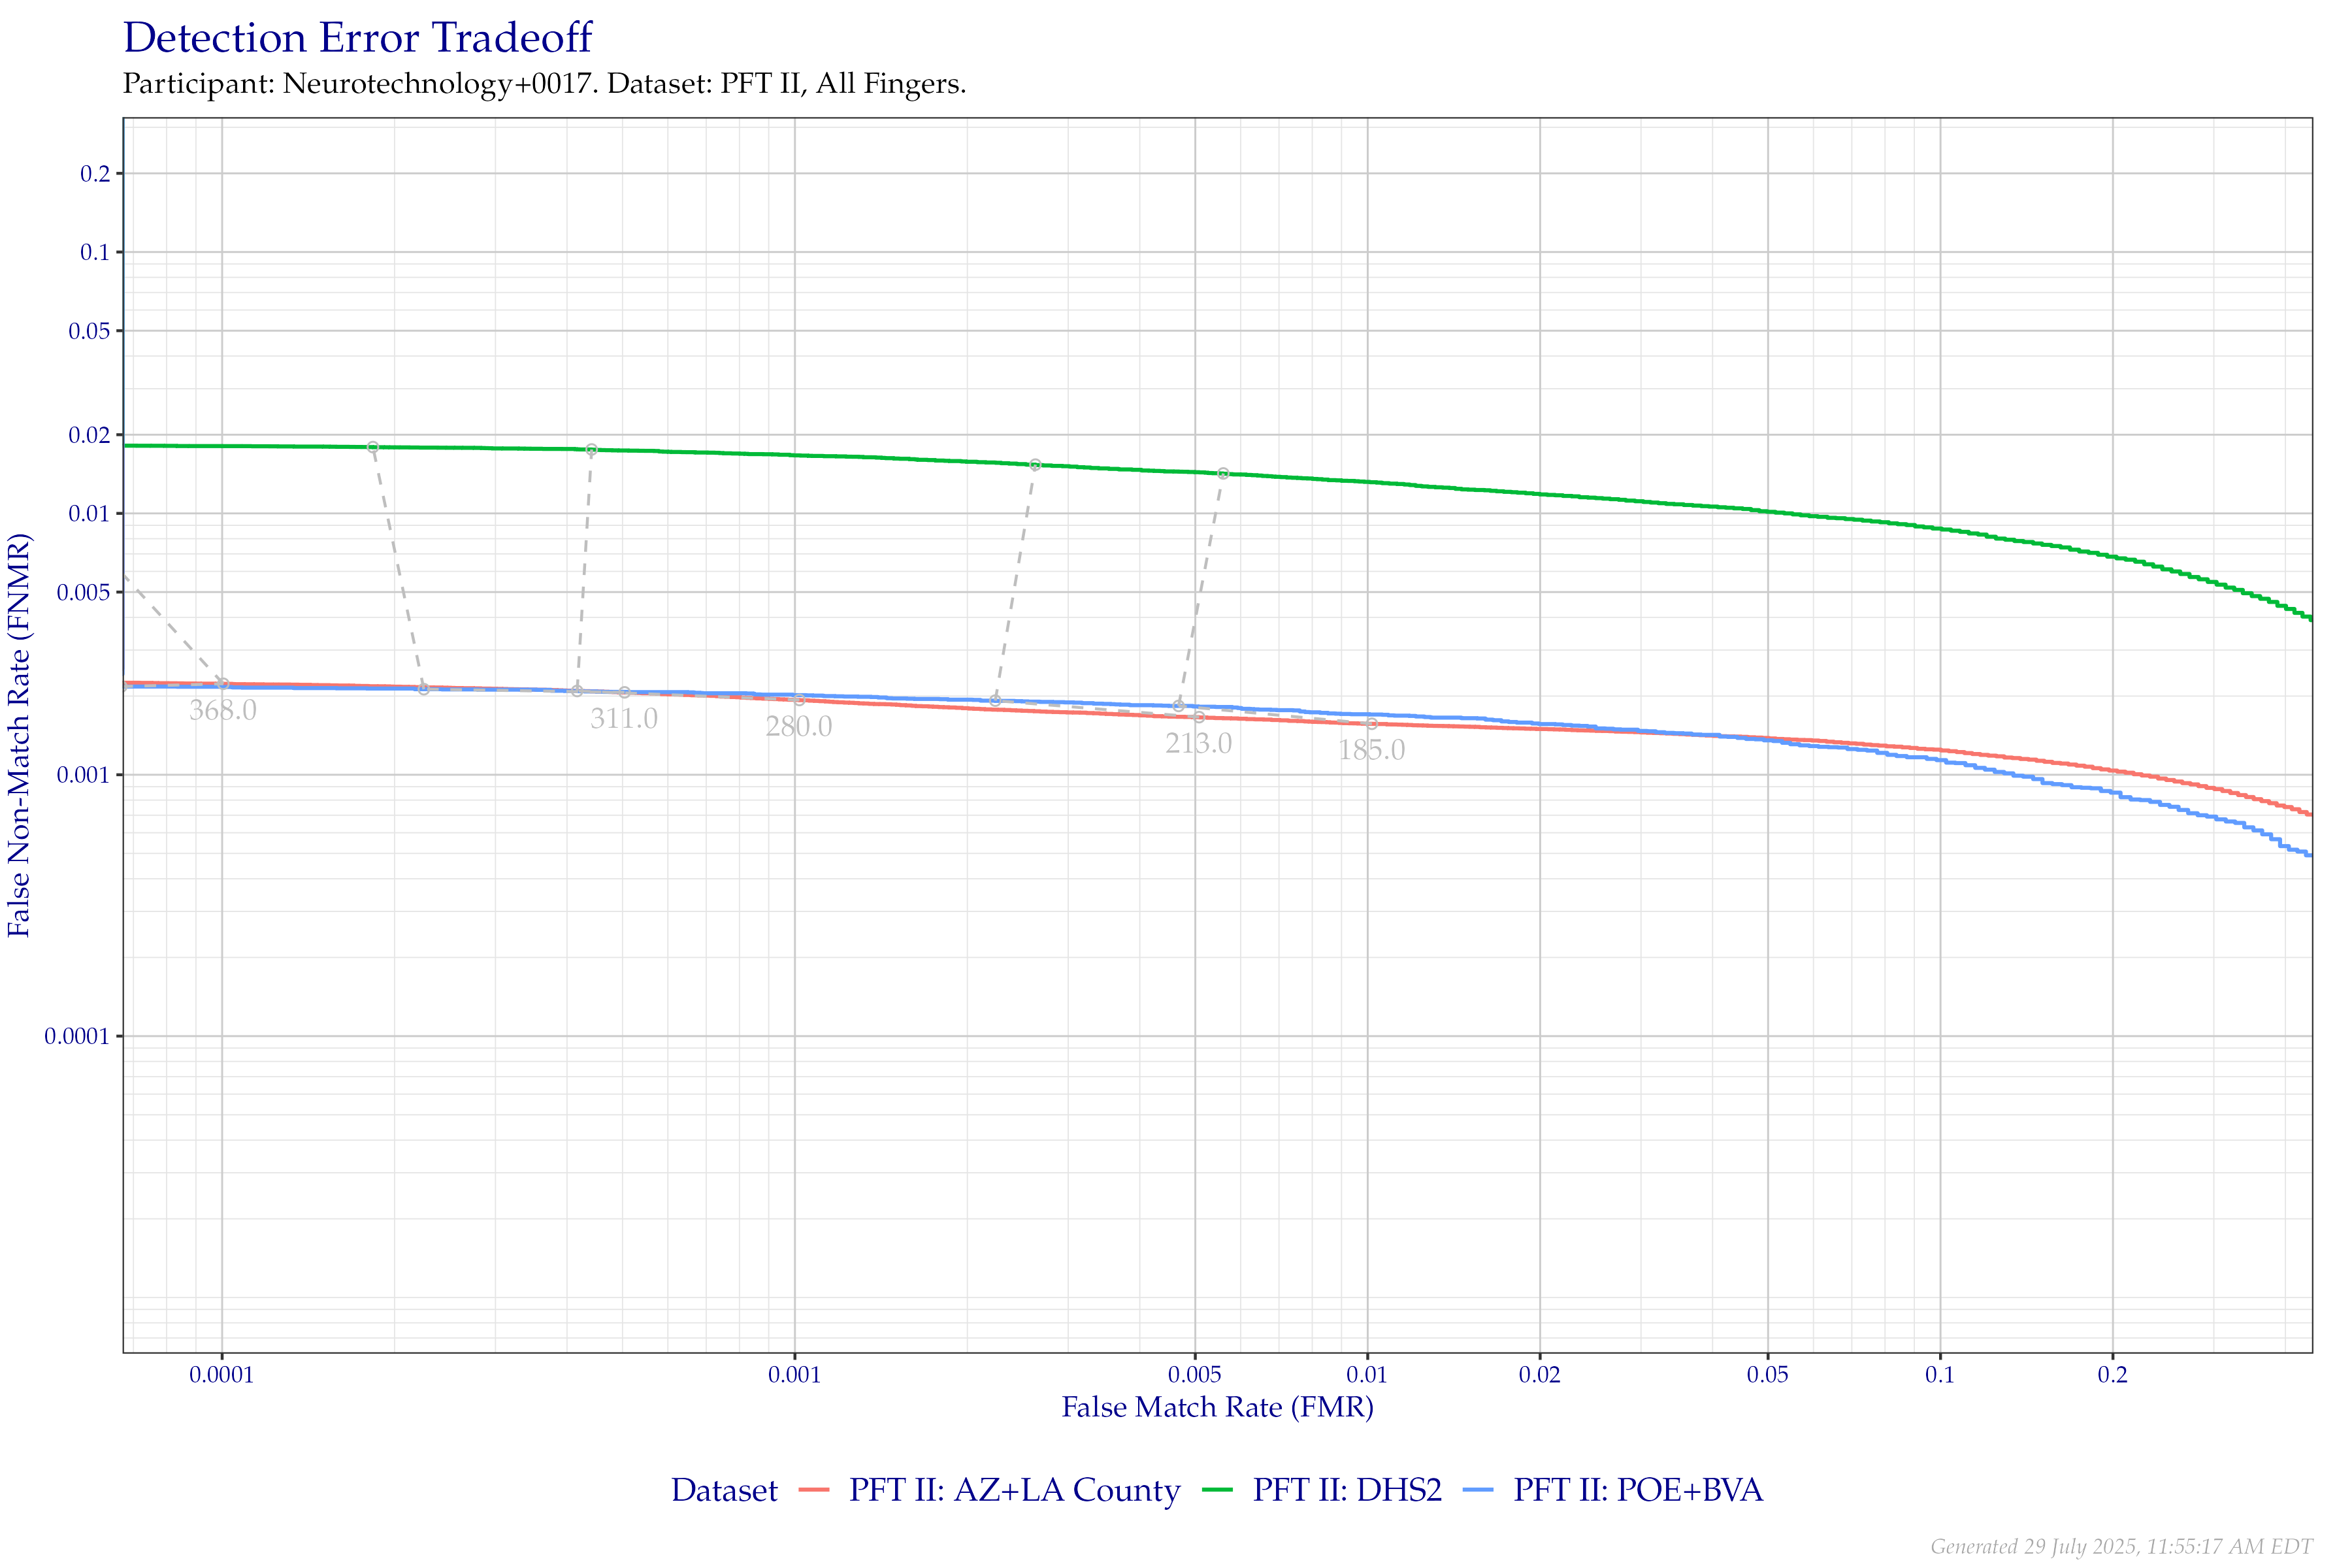 Detection Error Tradeoff
Participant: Neurotechnology+0017. Dataset: PFT II, All Fingers.
False Non-Match Rate (FNMR)
0.2
0.1
0.05
0.02
0.01
0.005
0.001
0.0001
368.0
311.0
280.0
213.0
185.0
0.0001 0.001 0.005 0.01 0.02 0.05 0.1 0.2
False Match Rate (FMR)
Dataset PFT II: AZ+LA County PFT II: DHS2 PFT II: POE+BVA
Generated 29 July 2025, 11:55:17 AM EDT